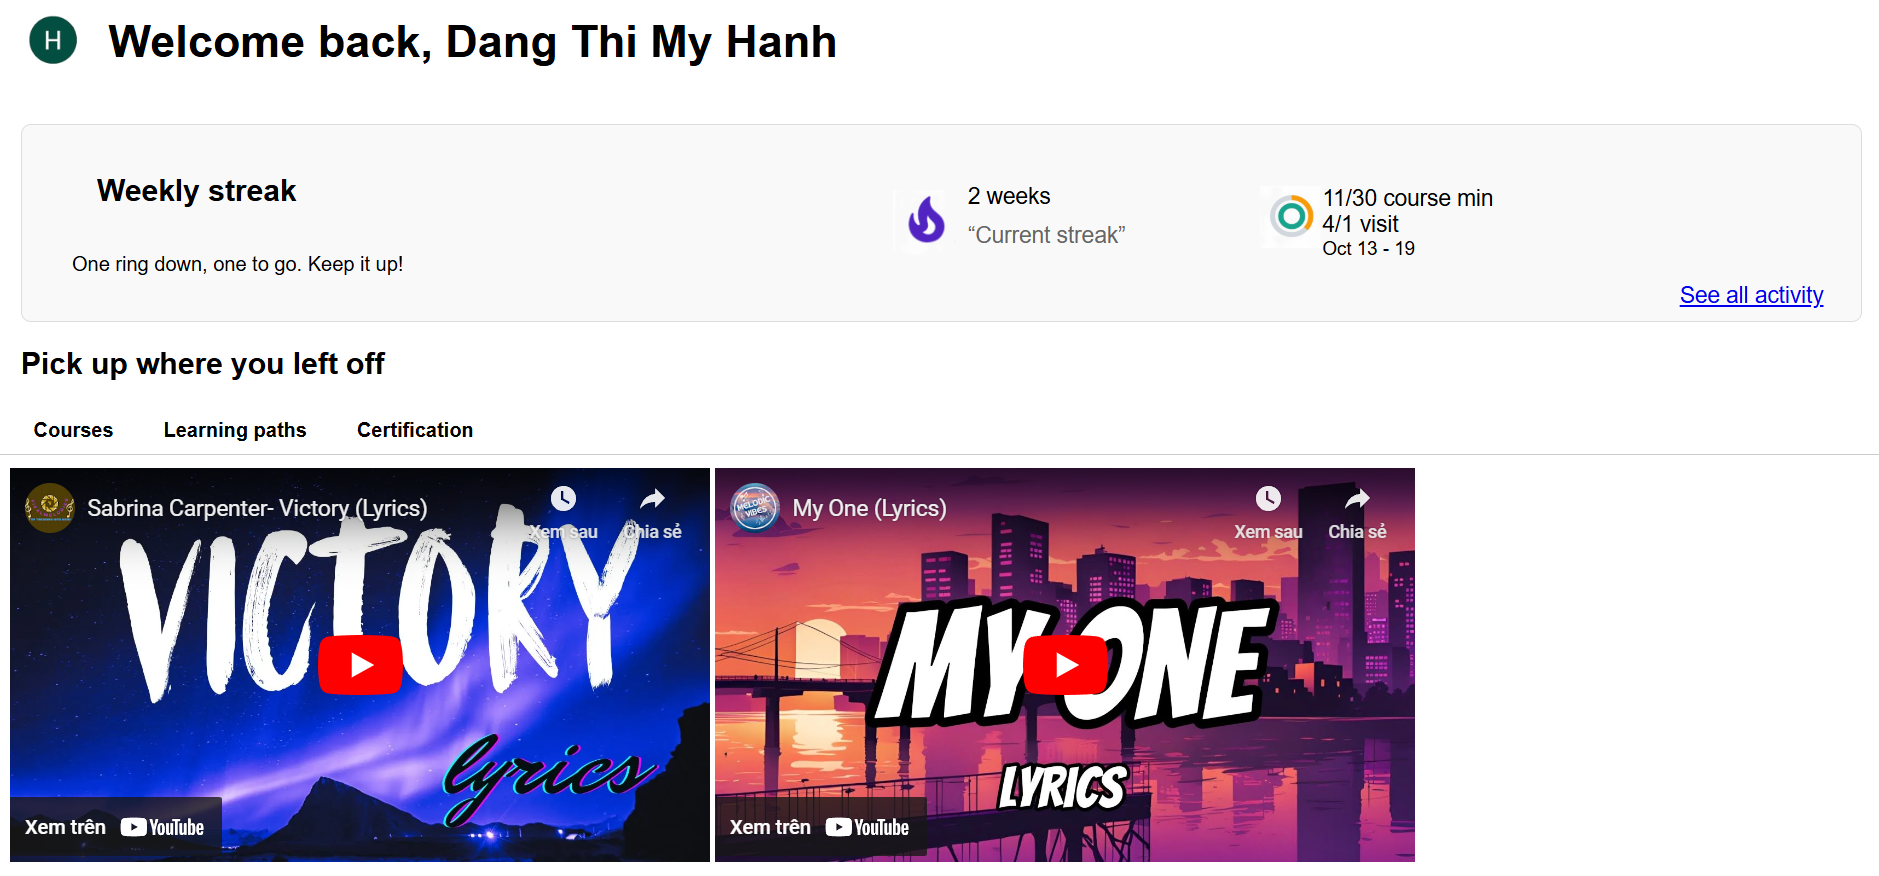 H
Welcome back, Dang Thi My Hanh
Weekly streak
One ring down, one to go. Keep it up!
2 weeks
“Current streak”
11/30 course min
4/1 visit
Oct 13 - 19
See all activity
Pick up where you left off
Courses Learning paths Certification
Sabrina Carpenter- Victory (Lyrics)
Xem sau Chia sẻ
VICTORY
lyrics
Xem trên YouTube
MELODIC
VIBES
My One (Lyrics)
Xem sau Chia sẻ
MY ONE
LYRICS
Xem trên YouTube